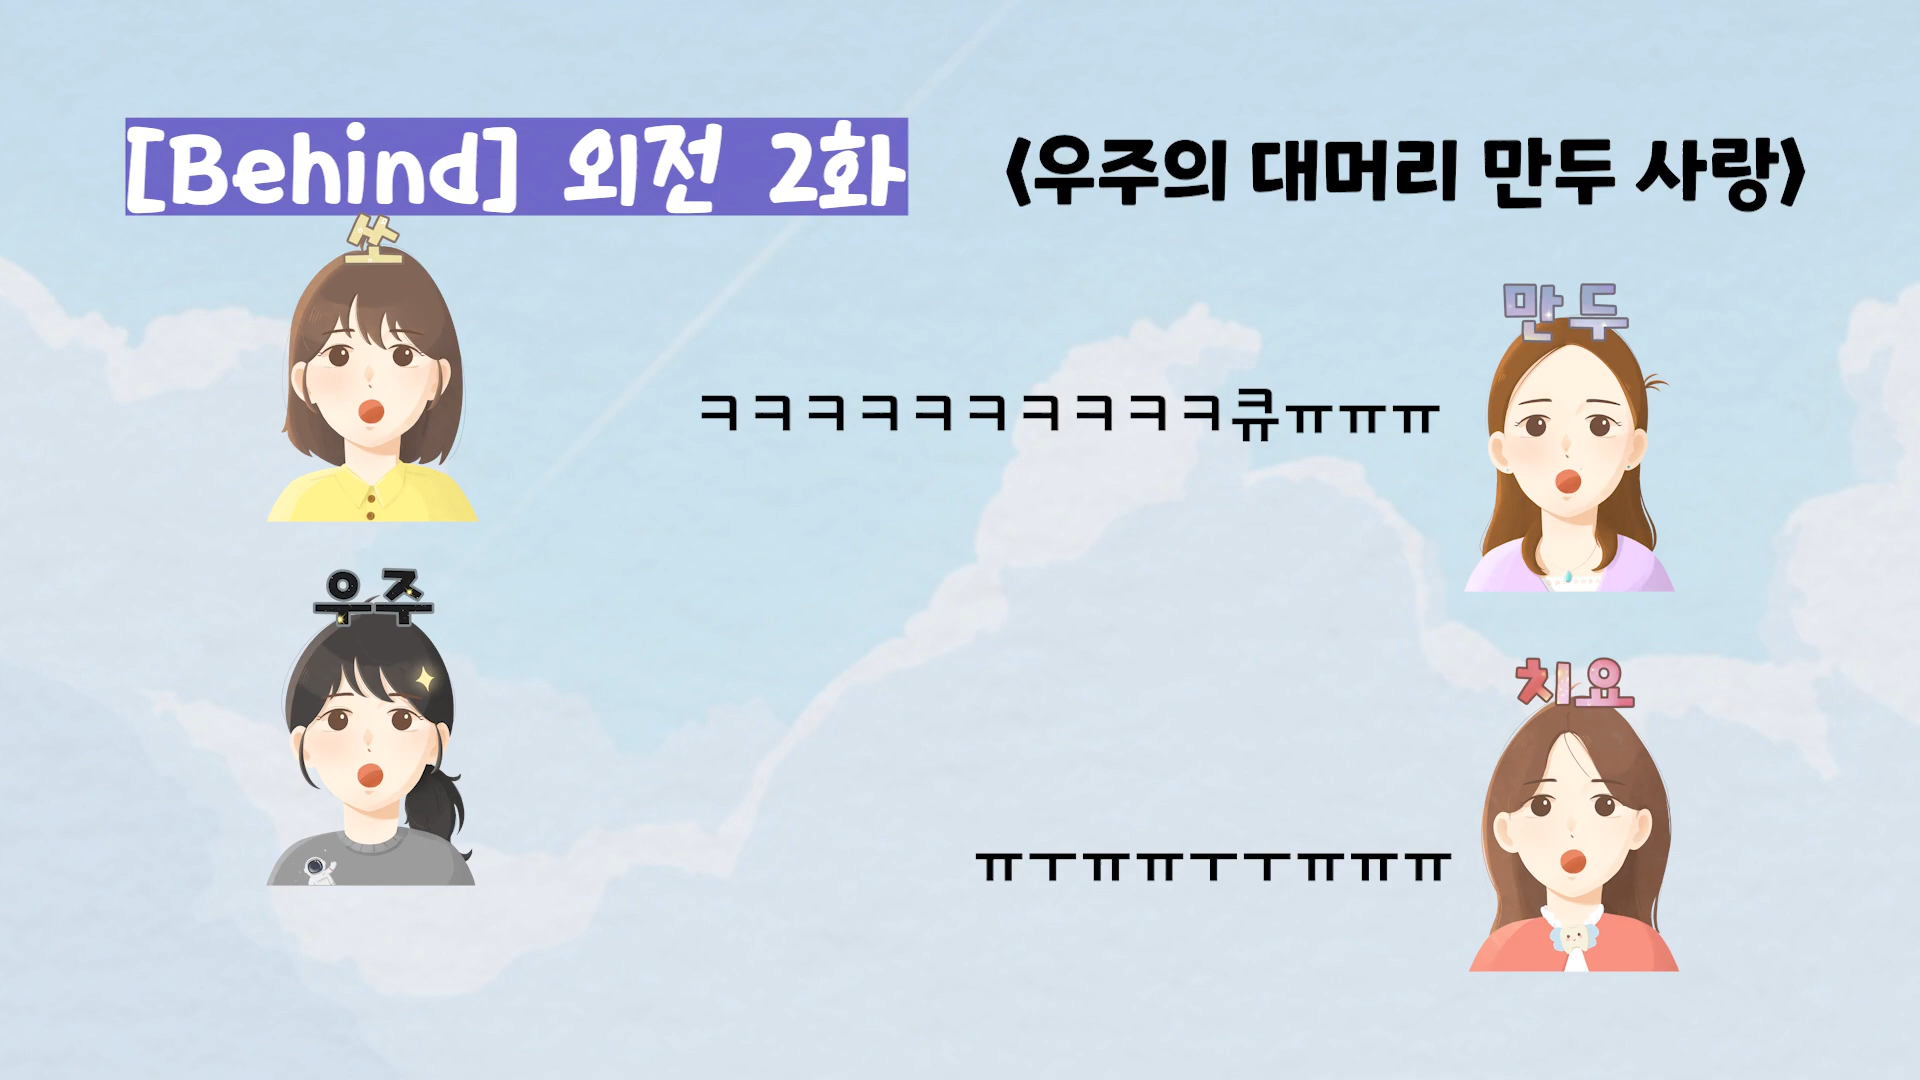 [Behind] 외전 2화
<우주의 대머리 만두 사랑>
쏘
만두
ㅋㅋㅋㅋㅋㅋㅋㅋㅋㅋ큐ㅠㅠㅠ
우주
치요
ㅠㅜㅠㅠㅜㅜㅠㅠㅠ